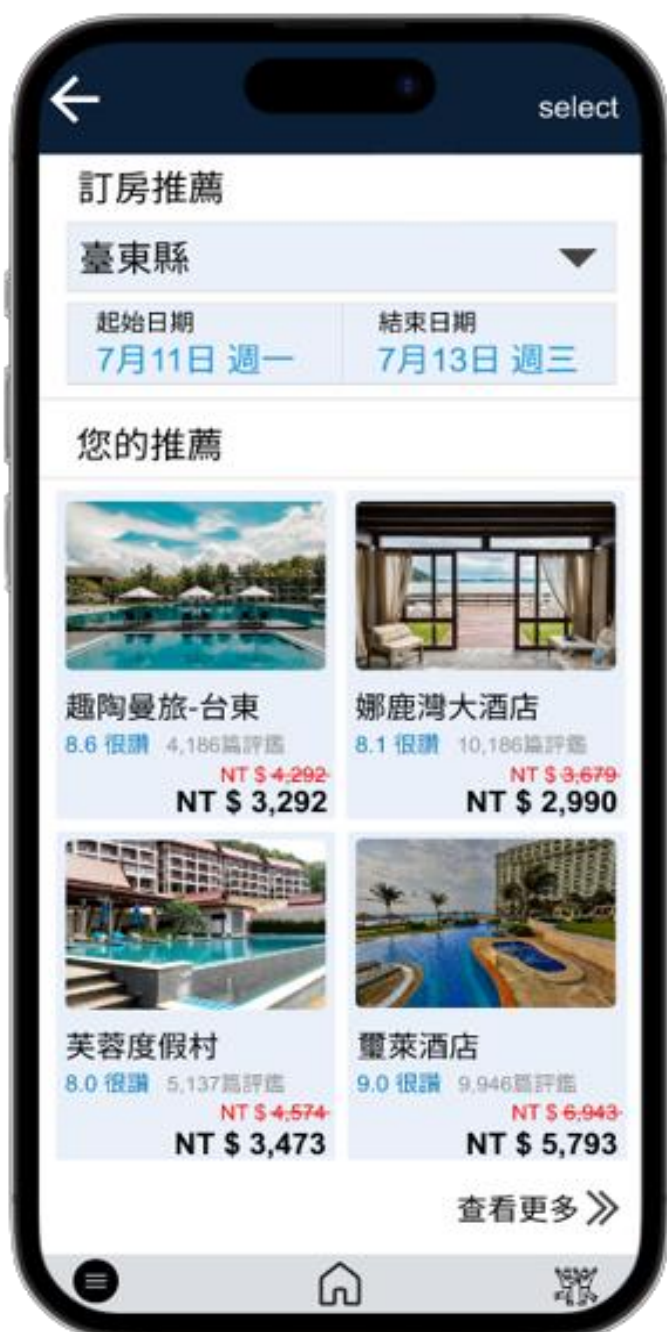 select
訂房推薦
臺東縣
起始日期 結束日期
7月11日 週一 7月13日 週三
您的推薦
趣陶曼旅-台東
8.6 很讚 4,186篇評鑑
NT $ 4,292
NT $ 3,292
娜鹿灣大酒店
8.1 很讚 10,186篇評鑑
NT $ 3,679
NT $ 2,990
芙蓉度假村
8.0 很讚 5,137篇評鑑
NT $ 4,574
NT $ 3,473
璽萊酒店
9.0 很讚 9,946篇評鑑
NT $ 6,943
NT $ 5,793
查看更多